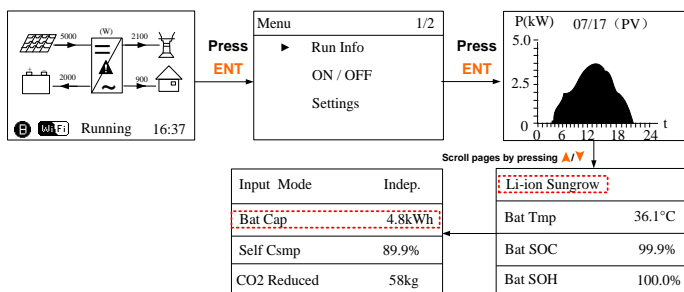 5000
(W)
2100
2000
900
B WiFi Running 16:37
Press
ENT
Menu 1/2
► Run Info
ON / OFF
Settings
Press
ENT
P(kW) 07/17（PV）
5.0
2.5
0
0 6 12 18 24
t
Scroll pages by pressing ▲/▼
Li-ion Sungrow
Bat Tmp 36.1°C
Bat SOC 99.9%
Bat SOH 100.0%
Input Mode Indep.
Bat Cap 4.8kWh
Self Csmp 89.9%
CO2 Reduced 58kg